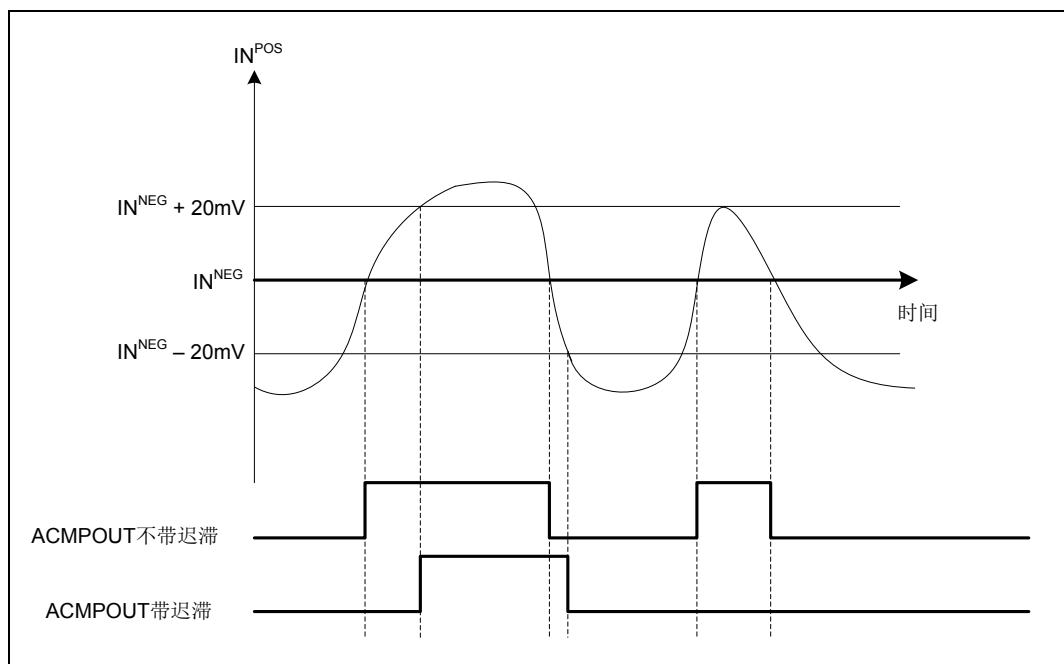 IN^POS
IN^NEG + 20mV
IN^NEG
时间
IN^NEG – 20mV
ACMPOUT不带迟滞
ACMPOUT带迟滞